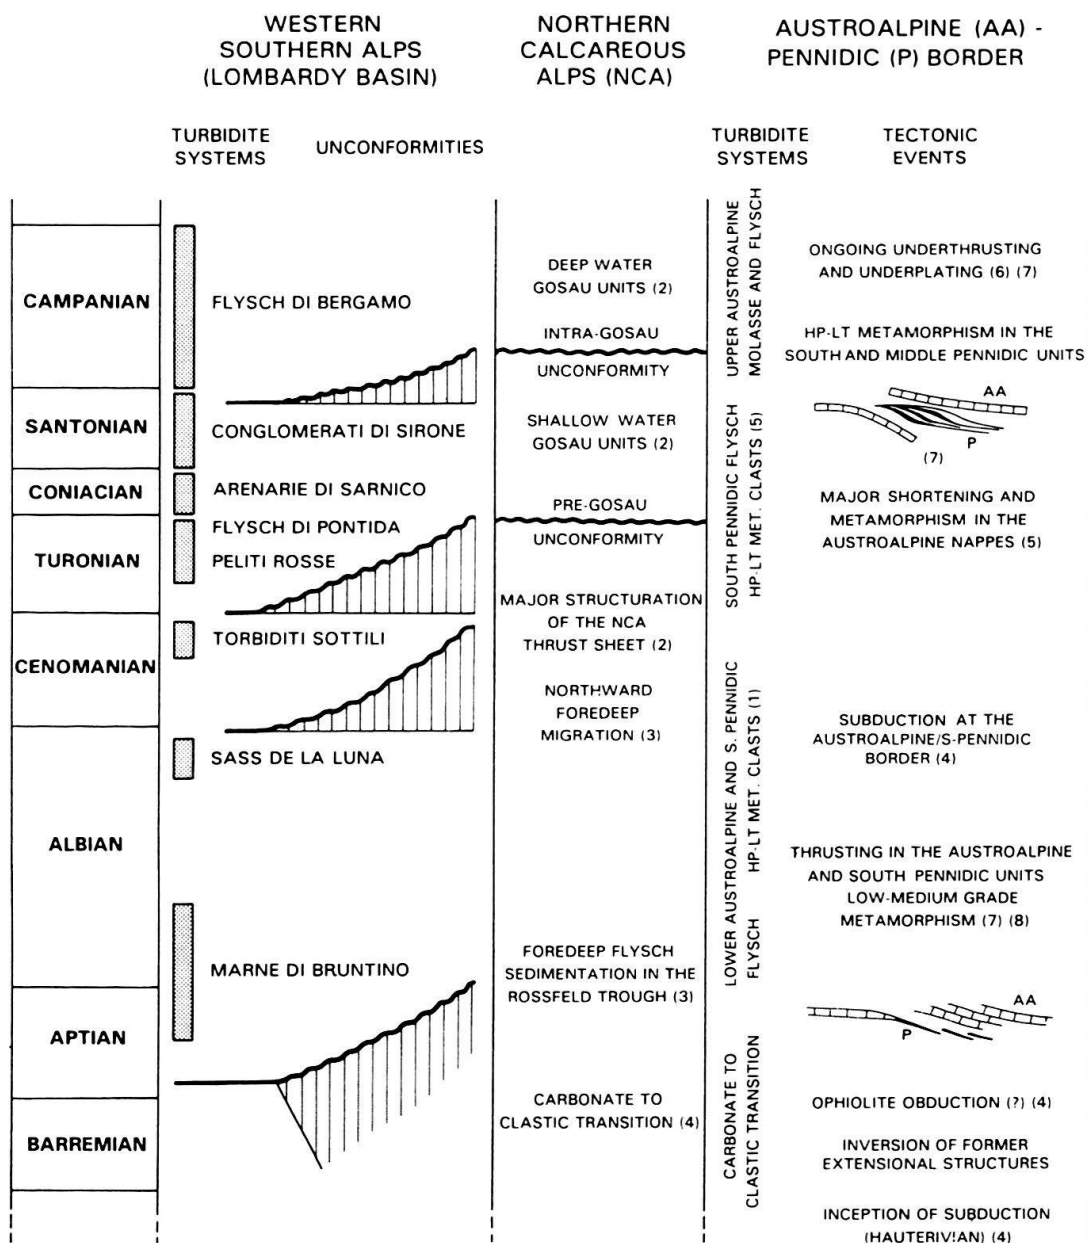 WESTERN
SOUTHERN ALPS
(LOMBARDY BASIN)
NORTHERN
CALCAREOUS
ALPS (NCA)
AUSTROALPINE (AA) -
PENNIDIC (P) BORDER
TURBIDITE
SYSTEMS
UNCONFORMITIES
TURBIDITE
SYSTEMS
TECTONIC
EVENTS
CAMPANIAN
SANTONIAN
CONIACIAN
TURONIAN
CENOMANIAN
ALBIAN
APTIAN
BARREMIAN
FLYSCH DI BERGAMO
CONGLOMERATI DI SIRONE
ARENARIE DI SARNICO
FLYSCH DI PONTIDA
PELITI ROSSE
TORBIDITI SOTTILI
SASS DE LA LUNA
MARNE DI BRUNTINO
DEEP WATER
GOSAU UNITS (2)
INTRA-GOSAU
UNCONFORMITY
SHALLOW WATER
GOSAU UNITS (2)
PRE-GOSAU
UNCONFORMITY
MAJOR STRUCTURATION
OF THE NCA
THRUST SHEET (2)
NORTHWARD
FOREDEEP
MIGRATION (3)
FOREDEEP FLYSCH
SEDIMENTATION IN THE
ROSSFELD TROUGH (3)
CARBONATE TO
CLASTIC TRANSITION (4)
UPPER AUSTROALPINE
MOLASSE AND FLYSCH
SOUTH PENNIDIC FLYSCH
HP-LT MET. CLASTS (5)
LOWER AUSTROALPINE AND S. PENNIDIC
FLYSCH HP-LT MET. CLASTS (1)
CARBONATE TO
CLASTIC TRANSITION
ONGOING UNDERTHRUSTING
AND UNDERPLATING (6) (7)
HP-LT METAMORPHISM IN THE
SOUTH AND MIDDLE PENNIDIC UNITS
AA
P
(7)
MAJOR SHORTENING AND
METAMORPHISM IN THE
AUSTROALPINE NAPPES (5)
SUBDUCTION AT THE
AUSTROALPINE/S-PENNIDIC
BORDER (4)
THRUSTING IN THE AUSTROALPINE
AND SOUTH PENNIDIC UNITS
LOW-MEDIUM GRADE
METAMORPHISM (7) (8)
AA
P
OPHIOLITE OBDUCTION (?) (4)
INVERSION OF FORMER
EXTENSIONAL STRUCTURES
INCEPTION OF SUBDUCTION
(HAUTERIVIAN) (4)